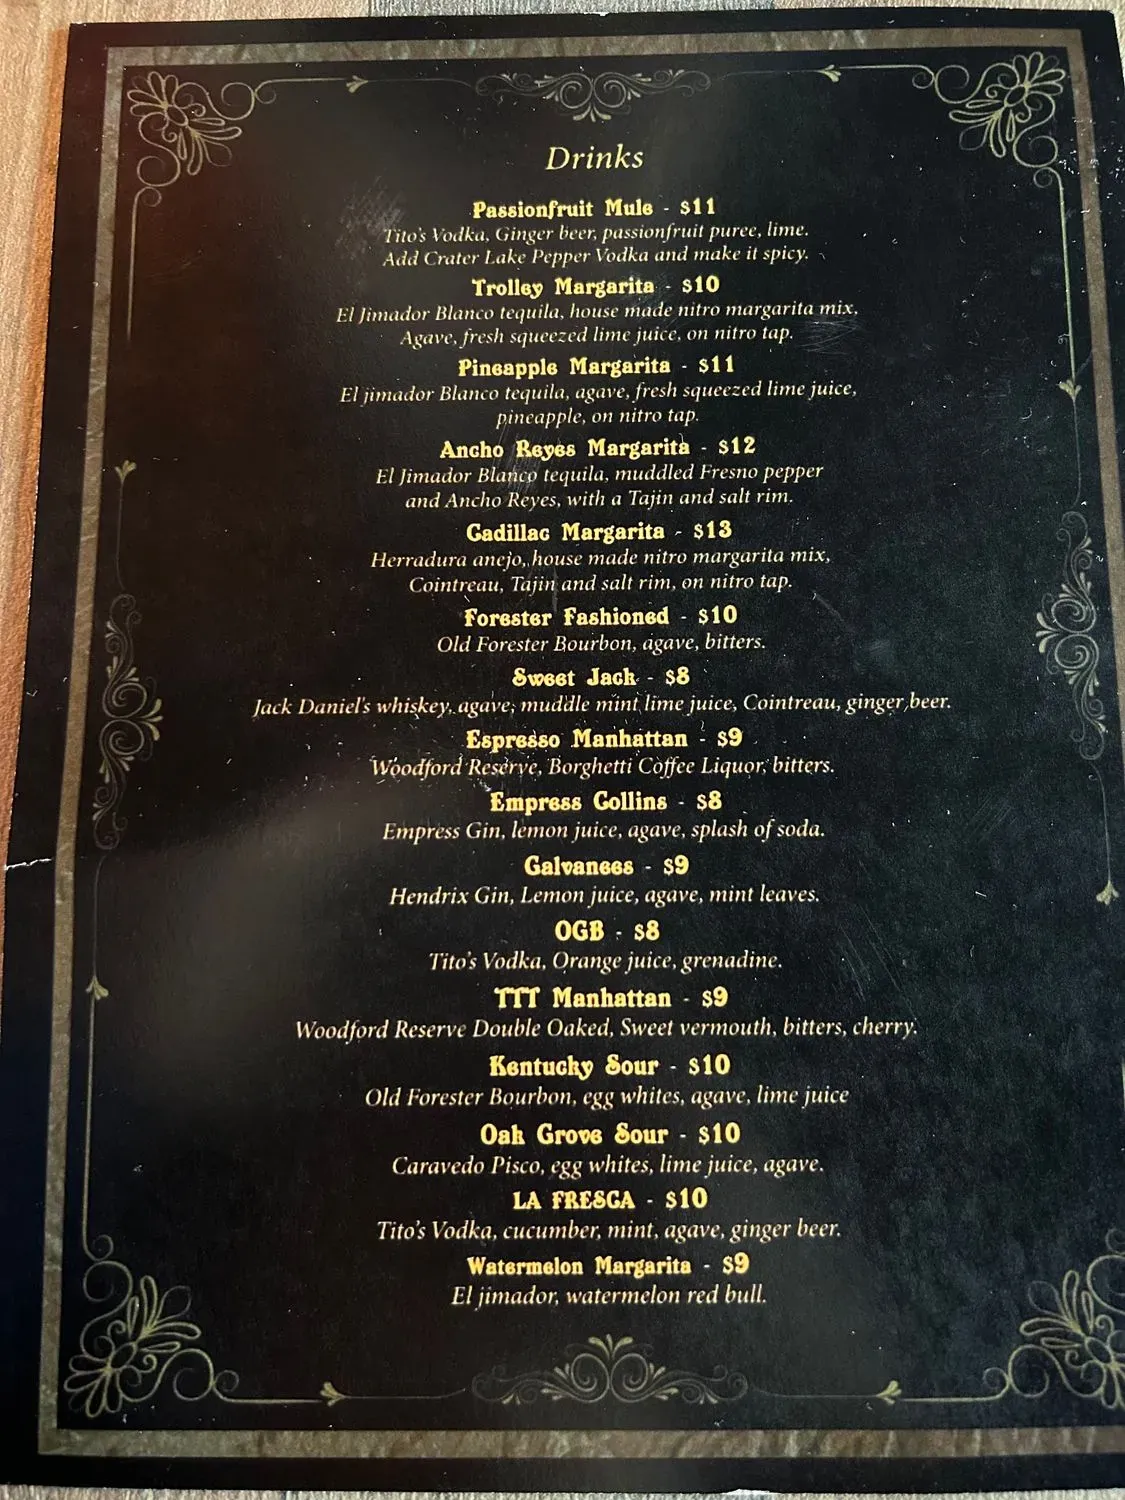 Drinks
Passionfruit Mule - $11
Tito's Vodka, Ginger beer, passionfruit puree, lime.
Add Crater Lake Pepper Vodka and make it spicy.
Trolley Margarita - $10
El Jimador Blanco tequila, house made nitro margarita mix,
Agave, fresh squeezed lime juice, on nitro tap.
Pineapple Margarita - $11
El jimador Blanco tequila, agave, fresh squeezed lime juice,
pineapple, on nitro tap.
Ancho Reyes Margarita - $12
El Jimador Blanco tequila, muddled Fresno pepper
and Ancho Reyes, with a Tajin and salt rim.
Cadillac Margarita - $13
Herradura anejo, house made nitro margarita mix,
Cointreau, Tajin and salt rim, on nitro tap.
Forester Fashioned - $10
Old Forester Bourbon, agave, bitters.
Sweet Jack - $8
Jack Daniel's whiskey, agave, muddle mint lime juice, Cointreau, ginger beer.
Espresso Manhattan - $9
Woodford Reserve, Borghetti Coffee Liquor, bitters.
Empress Collins - $8
Empress Gin, lemon juice, agave, splash of soda.
Galvanees - $9
Hendrix Gin, Lemon juice, agave, mint leaves.
OGB - $8
Tito's Vodka, Orange juice, grenadine.
TTT Manhattan - $9
Woodford Reserve Double Oaked, Sweet vermouth, bitters, cherry.
Kentucky Sour - $10
Old Forester Bourbon, egg whites, agave, lime juice
Oak Grove Sour - $10
Caravedo Pisco, egg whites, lime juice, agave.
LA FRESCA - $10
Tito's Vodka, cucumber, mint, agave, ginger beer.
Watermelon Margarita - $9
El jimador, watermelon red bull.